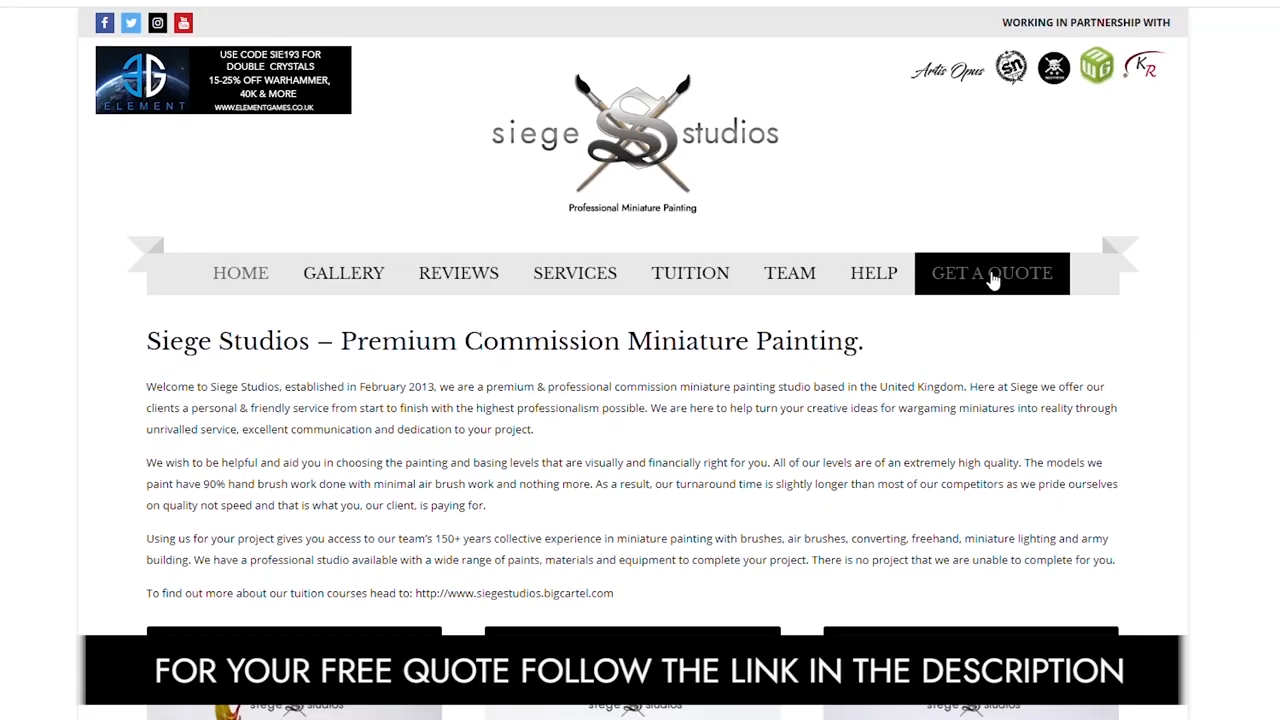 WORKING IN PARTNERSHIP WITH
USE CODE SIE193 FOR
DOUBLE CRYSTALS
15-25% OFF WARHAMMER,
40K & MORE
WWW.ELEMENTGAMES.CO.UK
ELEMENT
Artis Opus
KR
siege studios
Professional Miniature Painting
HOME GALLERY REVIEWS SERVICES TUITION TEAM HELP GET A QUOTE
Siege Studios – Premium Commission Miniature Painting.
Welcome to Siege Studios, established in February 2013, we are a premium & professional commission miniature painting studio based in the United Kingdom. Here at Siege we offer our
clients a personal & friendly service from start to finish with the highest professionalism possible. We are here to help turn your creative ideas for wargaming miniatures into reality through
unrivalled service, excellent communication and dedication to your project.
We wish to be helpful and aid you in choosing the painting and basing levels that are visually and financially right for you. All of our levels are of an extremely high quality. The models we
paint have 90% hand brush work done with minimal air brush work and nothing more. As a result, our turnaround time is slightly longer than most of our competitors as we pride ourselves
on quality not speed and that is what you, our client, is paying for.
Using us for your project gives you access to our team's 150+ years collective experience in miniature painting with brushes, air brushes, converting, freehand, miniature lighting and army
building. We have a professional studio available with a wide range of paints, materials and equipment to complete your project. There is no project that we are unable to complete for you.
To find out more about our tuition courses head to: http://www.siegestudios.bigcartel.com
FOR YOUR FREE QUOTE FOLLOW THE LINK IN THE DESCRIPTION